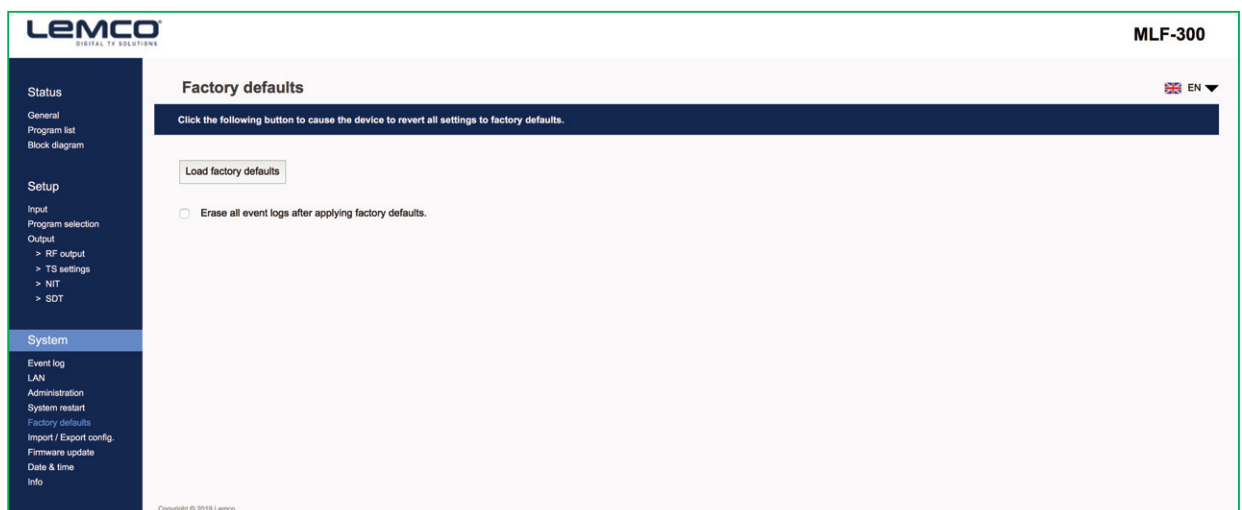 LEMCO
DIGITAL TV SOLUTIONS
MLF-300
Status
General
Program list
Block diagram
Setup
Input
Program selection
Output
> RF output
> TS settings
> NIT
> SDT
System
Event log
LAN
Administration
System restart
Factory defaults
Import / Export config.
Firmware update
Date & time
Info
Factory defaults
EN
Click the following button to cause the device to revert all settings to factory defaults.
Load factory defaults
Erase all event logs after applying factory defaults.
Copyright © 2019 Lemco